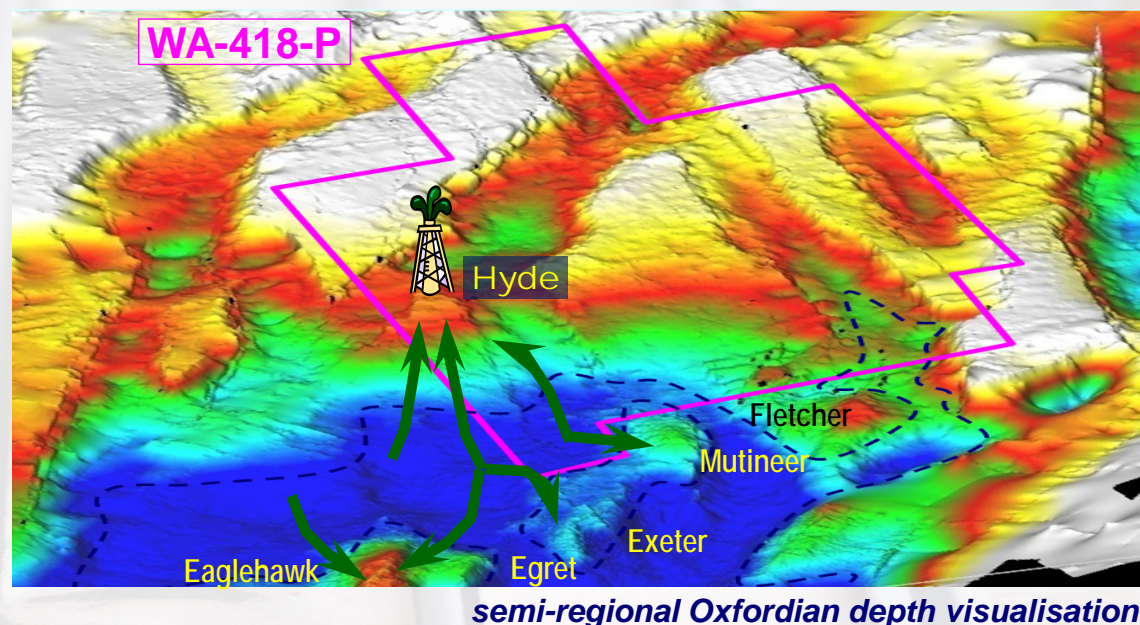 WA-418-P
Hyde
Fletcher
Mutineer
Exeter
Egret
Eaglehawk
semi-regional Oxfordian depth visualisation